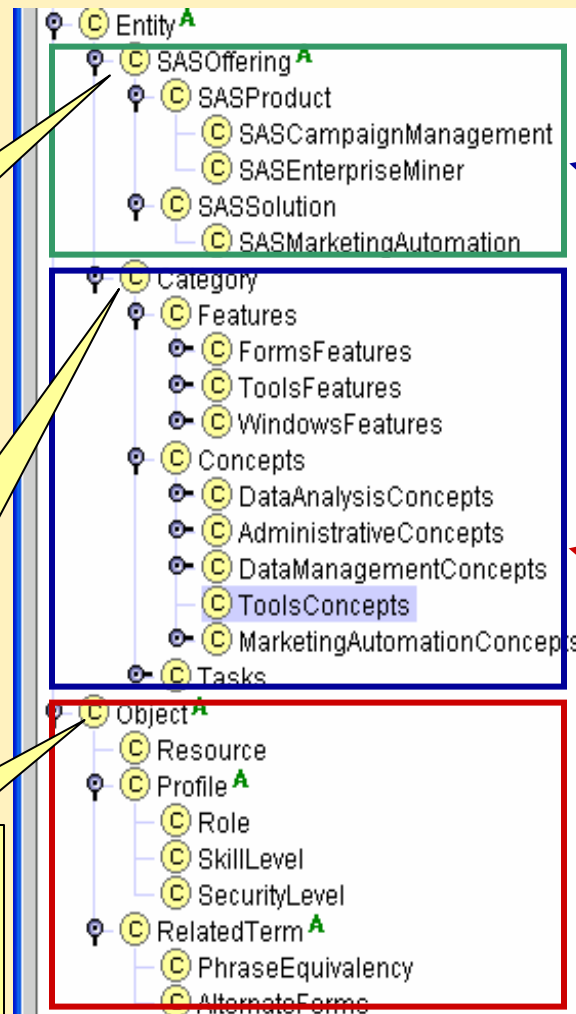 C Entity A
C SASOffering A
C SASProduct
C SASCampaignManagement
C SASEnterpriseMiner
C SASSolution
C SASMarketingAutomation
C Category
C Features
C FormsFeatures
C ToolsFeatures
C WindowsFeatures
C Concepts
C DataAnalysisConcepts
C AdministrativeConcepts
C DataManagementConcepts
C ToolsConcepts
C MarketingAutomationConcepts
C Tasks
C Object A
C Resource
C Profile A
C Role
C SkillLevel
C SecurityLevel
C RelatedTerm A
C PhraseEquivalency
C AlternateForms